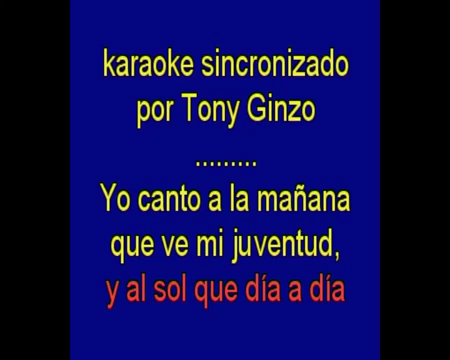 karaoke sincronizado
por Tony Ginzo
.........
Yo canto a la mañana
que ve mi juventud,
y al sol que día a día